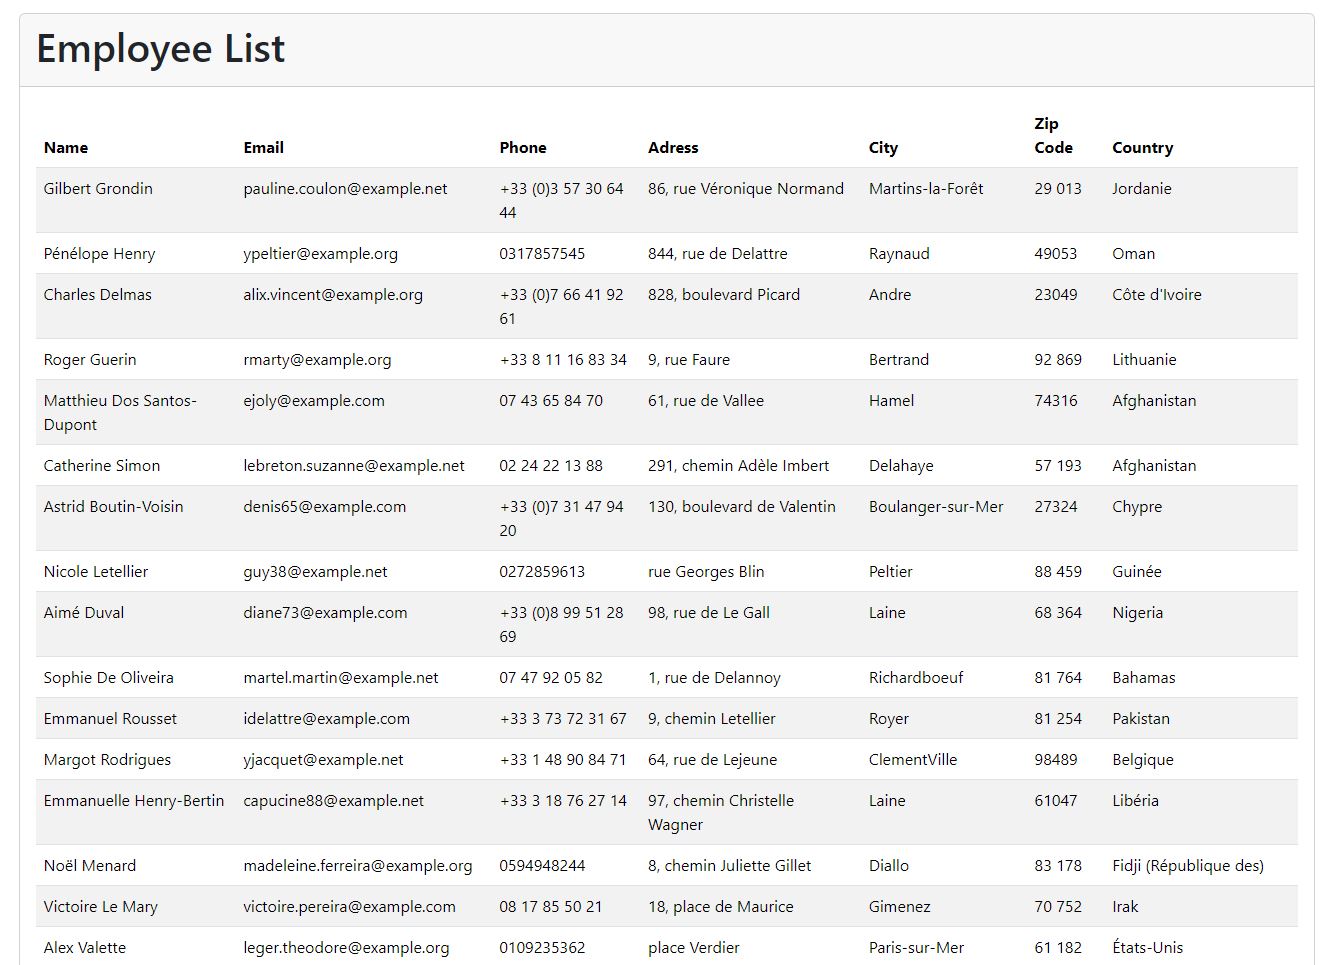 Employee List
Zip
Name Email Phone Adress City Code Country
Gilbert Grondin pauline.coulon@example.net +33 (0)3 57 30 64 86, rue Véronique Normand Martins-la-Forêt 29 013 Jordanie
44
Pénélope Henry ypeltier@example.org 0317857545 844, rue de Delattre Raynaud 49053 Oman
Charles Delmas alix.vincent@example.org +33 (0)7 66 41 92 828, boulevard Picard Andre 23049 Côte d'Ivoire
61
Roger Guerin rmarty@example.org +33 8 11 16 83 34 9, rue Faure Bertrand 92 869 Lithuanie
Matthieu Dos Santos- ejoly@example.com 07 43 65 84 70 61, rue de Vallee Hamel 74316 Afghanistan
Dupont
Catherine Simon lebreton.suzanne@example.net 02 24 22 13 88 291, chemin Adèle Imbert Delahaye 57 193 Afghanistan
Astrid Boutin-Voisin denis65@example.com +33 (0)7 31 47 94 130, boulevard de Valentin Boulanger-sur-Mer 27324 Chypre
20
Nicole Letellier guy38@example.net 0272859613 rue Georges Blin Peltier 88 459 Guinée
Aimé Duval diane73@example.com +33 (0)8 99 51 28 98, rue de Le Gall Laine 68 364 Nigeria
69
Sophie De Oliveira martel.martin@example.net 07 47 92 05 82 1, rue de Delannoy Richardboeuf 81 764 Bahamas
Emmanuel Rousset idelattre@example.com +33 3 73 72 31 67 9, chemin Letellier Royer 81 254 Pakistan
Margot Rodrigues yjacquet@example.net +33 1 48 90 84 71 64, rue de Lejeune ClementVille 98489 Belgique
Emmanuelle Henry-Bertin capucine88@example.net +33 3 18 76 27 14 97, chemin Christelle Laine 61047 Libéria
Wagner
Noël Menard madeleine.ferreira@example.org 0594948244 8, chemin Juliette Gillet Diallo 83 178 Fidji (République des)
Victoire Le Mary victoire.pereira@example.com 08 17 85 50 21 18, place de Maurice Gimenez 70 752 Irak
Alex Valette leger.theodore@example.org 0109235362 place Verdier Paris-sur-Mer 61 182 États-Unis